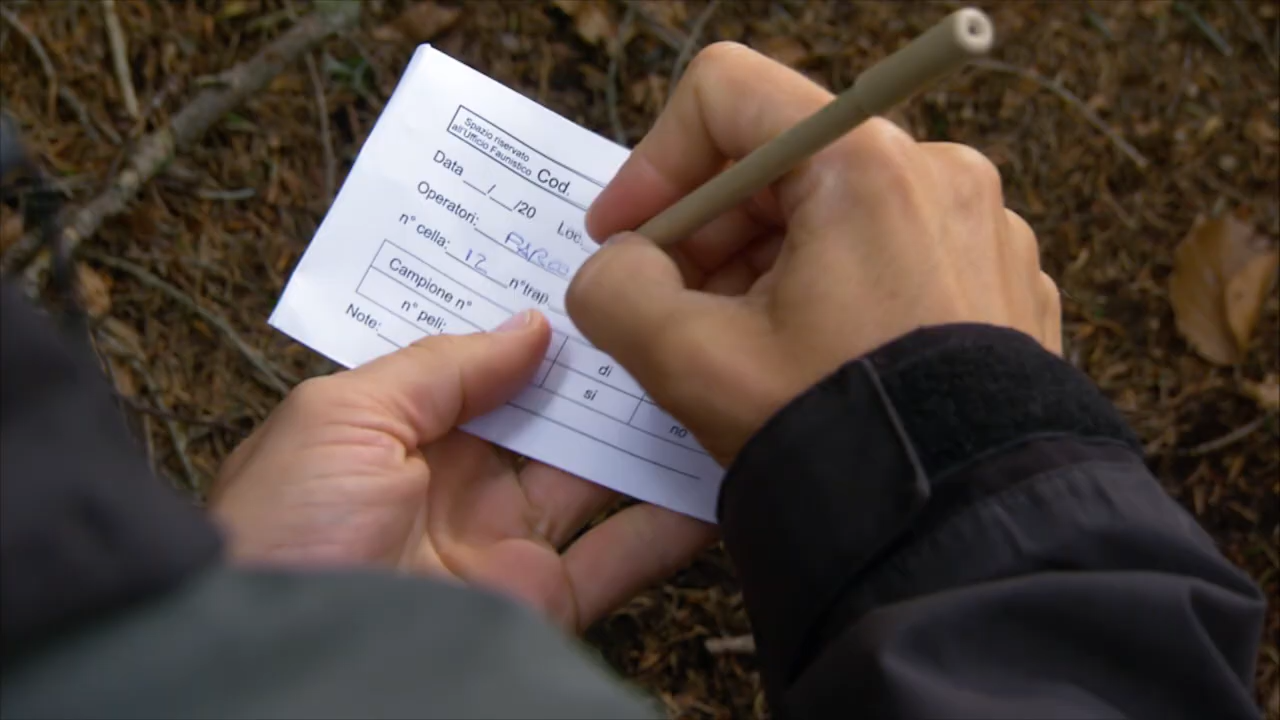 Spazio riservato
all'Ufficio Faunistico Cod.
Data __/__/20 Loc.
Operatori: PARCO
n° cella: 12 n°trap
Campione n°
n° peli: di
si no
Note: